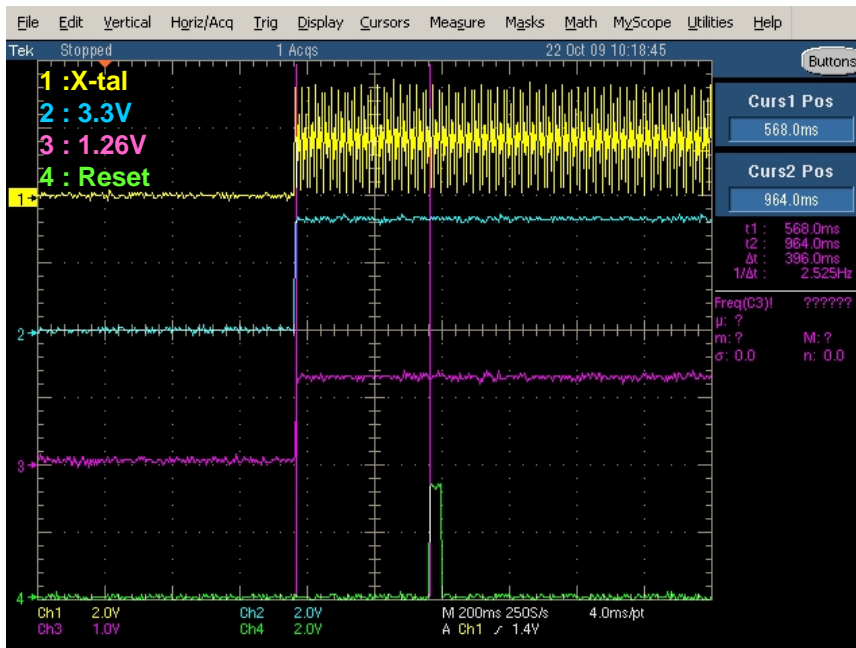 File Edit Vertical Horiz/Acq Trig Display Cursors Measure Masks Math MyScope Utilities Help
Tek Stopped 1 Acqs 22 Oct 09 10:18:45
Buttons
1 :X-tal
2 : 3.3V
3 : 1.26V
4 : Reset
Curs1 Pos
568.0ms
Curs2 Pos
964.0ms
t1 : 568.0ms
t2 : 964.0ms
Δt : 396.0ms
1/Δt : 2.525Hz
Freq(C3)! ??????
μ: ?
m: ? M: ?
σ: 0.0 n: 0.0
1
2
3
4
Ch1 2.0V Ch2 2.0V M 200ms 250S/s 4.0ms/pt
Ch3 1.0V Ch4 2.0V A Ch1 ⁄ 1.4V